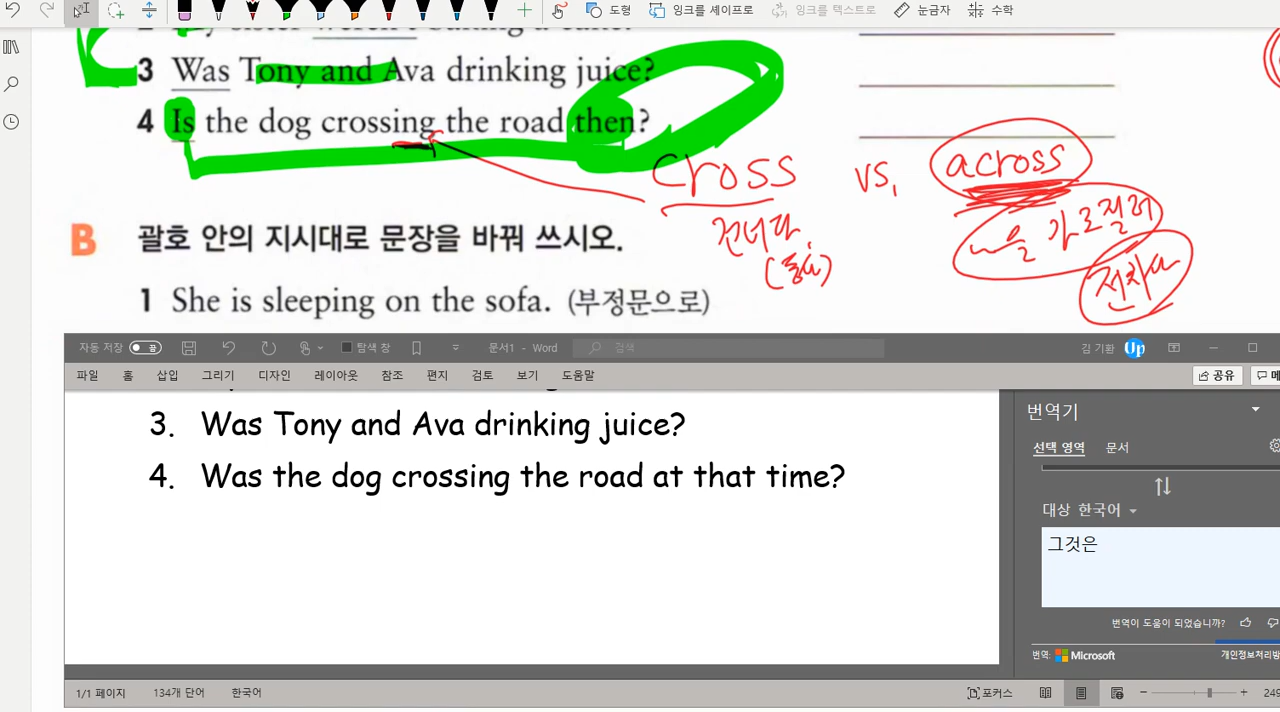 도형
잉크를 셰이프로
잉크를 텍스트로
눈금자
수학
3 Was Tony and Ava drinking juice?
4 Is the dog crossing the road then?
cross vs, across
건너다.
(동사)
~을 가로질러
전치사
B 괄호 안의 지시대로 문장을 바꿔 쓰시오.
1 She is sleeping on the sofa. (부정문으로)
자동 저장 끔 탐색 창 문서1 - Word 검색 김 기환 Up
파일 홈 삽입 그리기 디자인 레이아웃 참조 편지 검토 보기 도움말 공유
3. Was Tony and Ava drinking juice?
4. Was the dog crossing the road at that time?
번역기
선택 영역 문서
대상 한국어
그것은
번역이 도움이 되었습니까?
번역: Microsoft 개인정보처리방
1/1 페이지 134개 단어 한국어 포커스 249